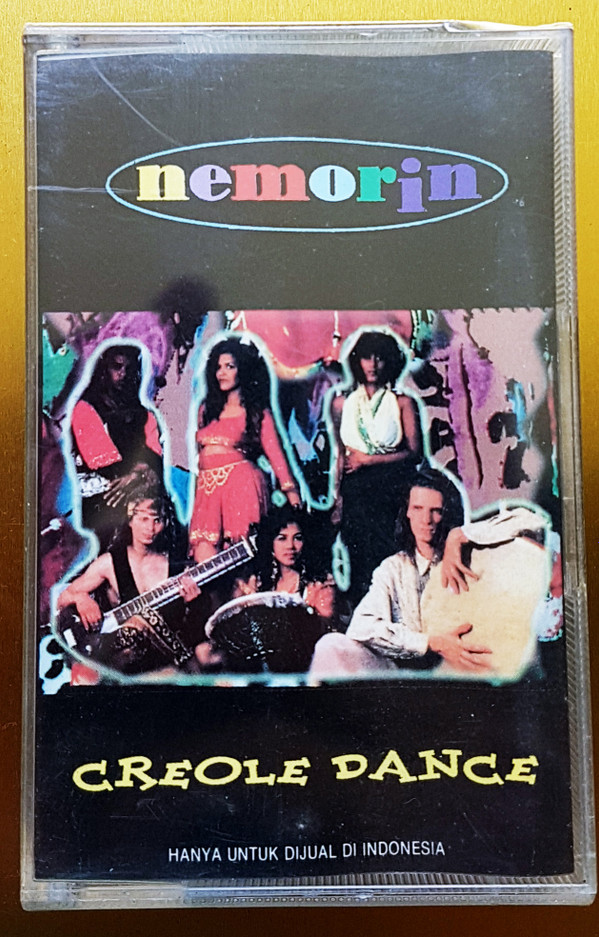 nemorin
CREOLE DANCE
HANYA UNTUK DIJUAL DI INDONESIA